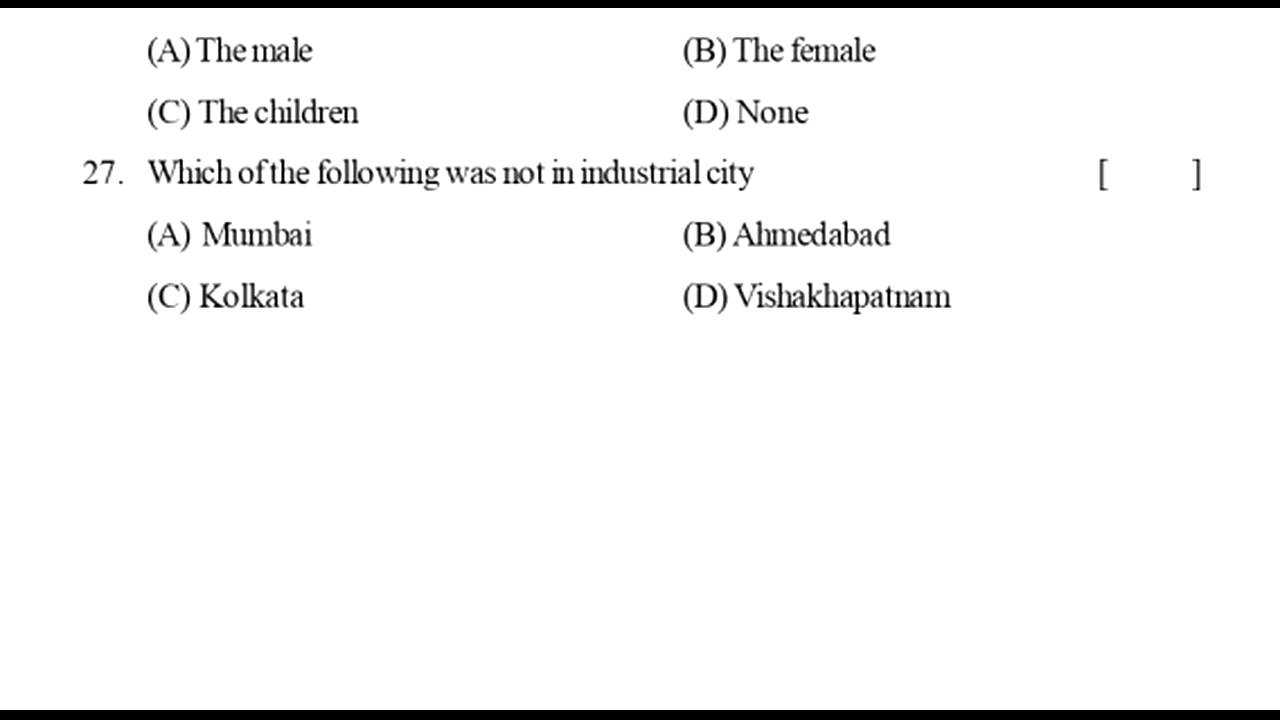 (A) The male (B) The female
(C) The children (D) None
27. Which of the following was not in industrial city [ ]
(A) Mumbai (B) Ahmedabad
(C) Kolkata (D) Vishakhapatnam